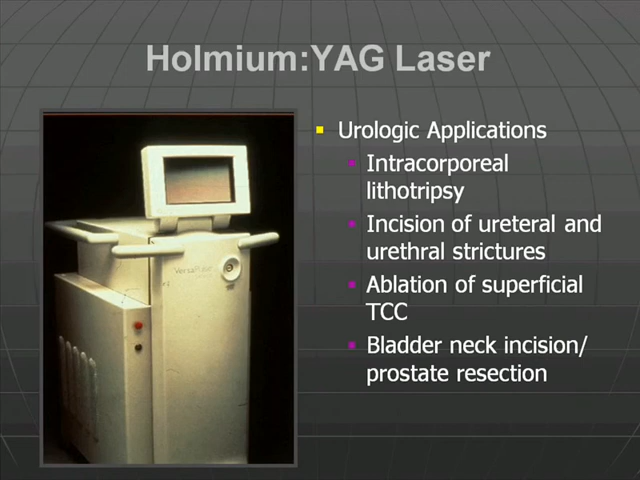 Holmium:YAG Laser
Urologic Applications
Intracorporeal
lithotripsy
Incision of ureteral and
urethral strictures
Ablation of superficial
TCC
Bladder neck incision/
prostate resection